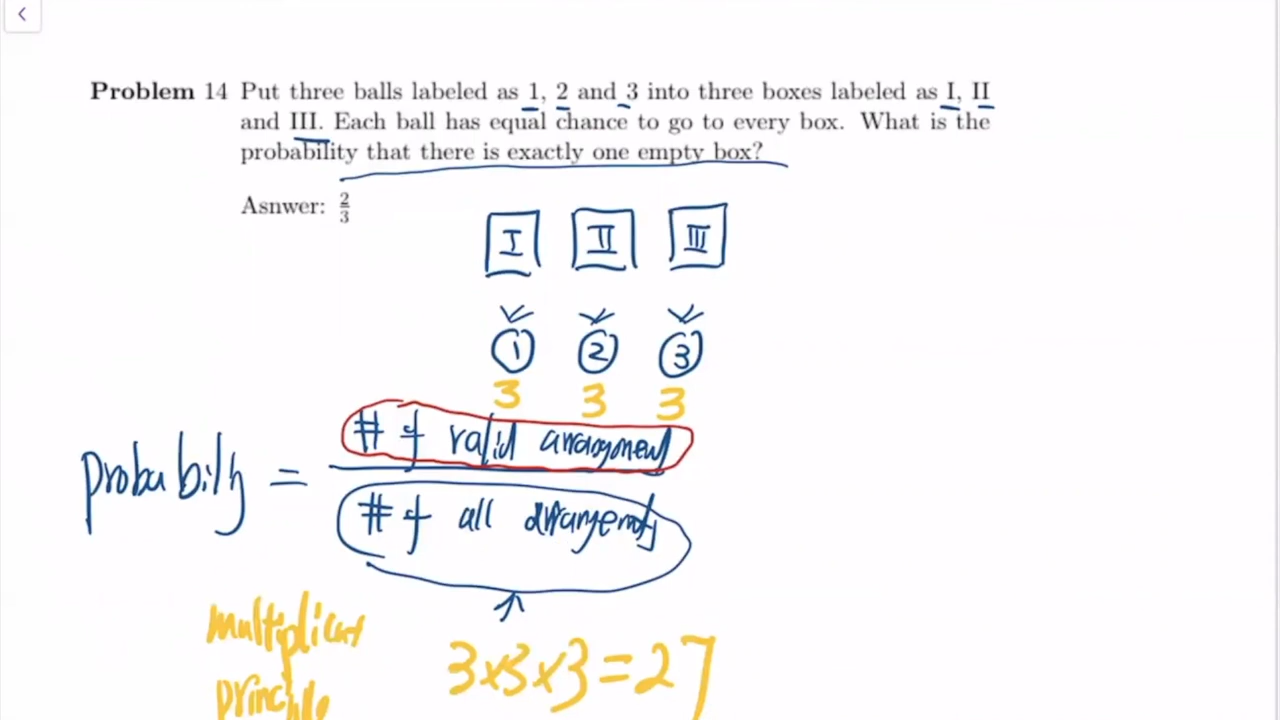 Problem 14 Put three balls labeled as 1, 2 and 3 into three boxes labeled as I, II
and III. Each ball has equal chance to go to every box. What is the
probability that there is exactly one empty box?
Asnwer: 2/3
I II III
1 2 3
3 3 3
# of valid arrangement
probability =
# of all arrangements
multiplicat
principle
3×3×3=27